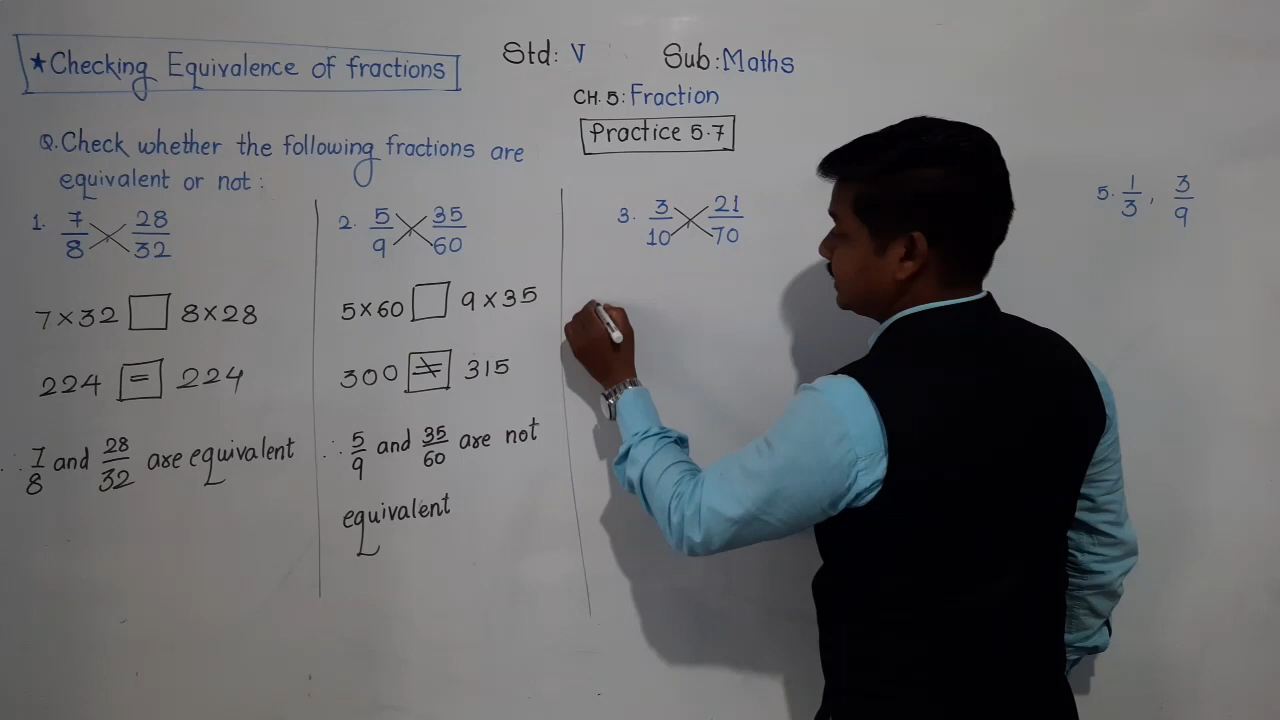 ★Checking Equivalence of fractions
Std: V Sub: Maths
CH. 5: Fraction
Practice 5.7
Q. Check whether the following fractions are
equivalent or not:
1. 7/8 28/32
7×32 □ 8×28
224 = 224
∴ 7/8 and 28/32 are equivalent
2. 5/9 35/60
5×60 □ 9×35
300 ≠ 315
∴ 5/9 and 35/60 are not
equivalent
3. 3/10 21/70
5. 1/3, 3/9